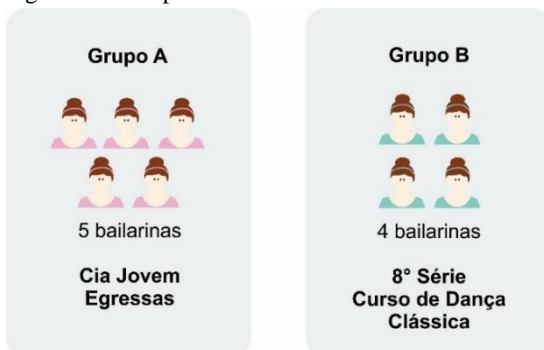 Grupo A
5 bailarinas
Cia Jovem
Egressas
Grupo B
4 bailarinas
8° Série
Curso de Dança
Clássica